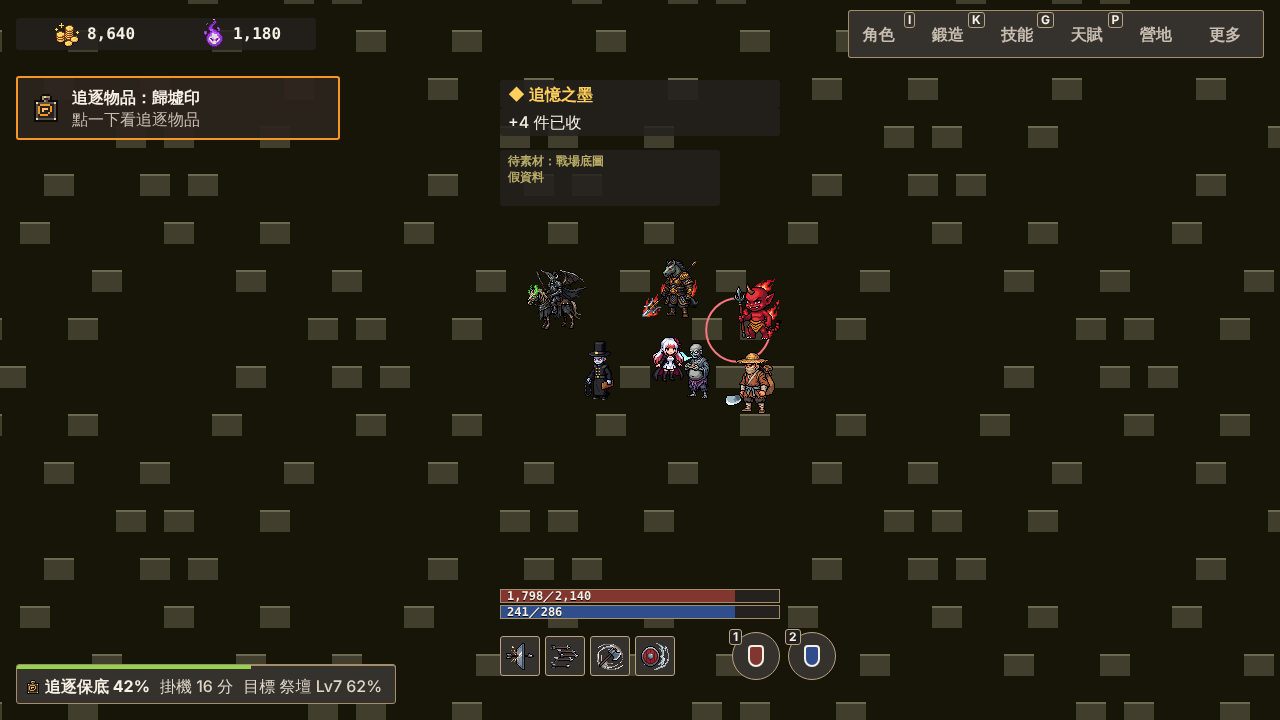 8,640
1,180
角色
I
鍛造
K
技能
G
天賦
P
營地
更多
追逐物品：歸墟印
點一下看追逐物品
◆ 追憶之墨
+4 件已收
待素材：戰場底圖
假資料
1,798／2,140
241／286
1
2
追逐保底 42% 掛機 16 分 目標 祭壇 Lv7 62%